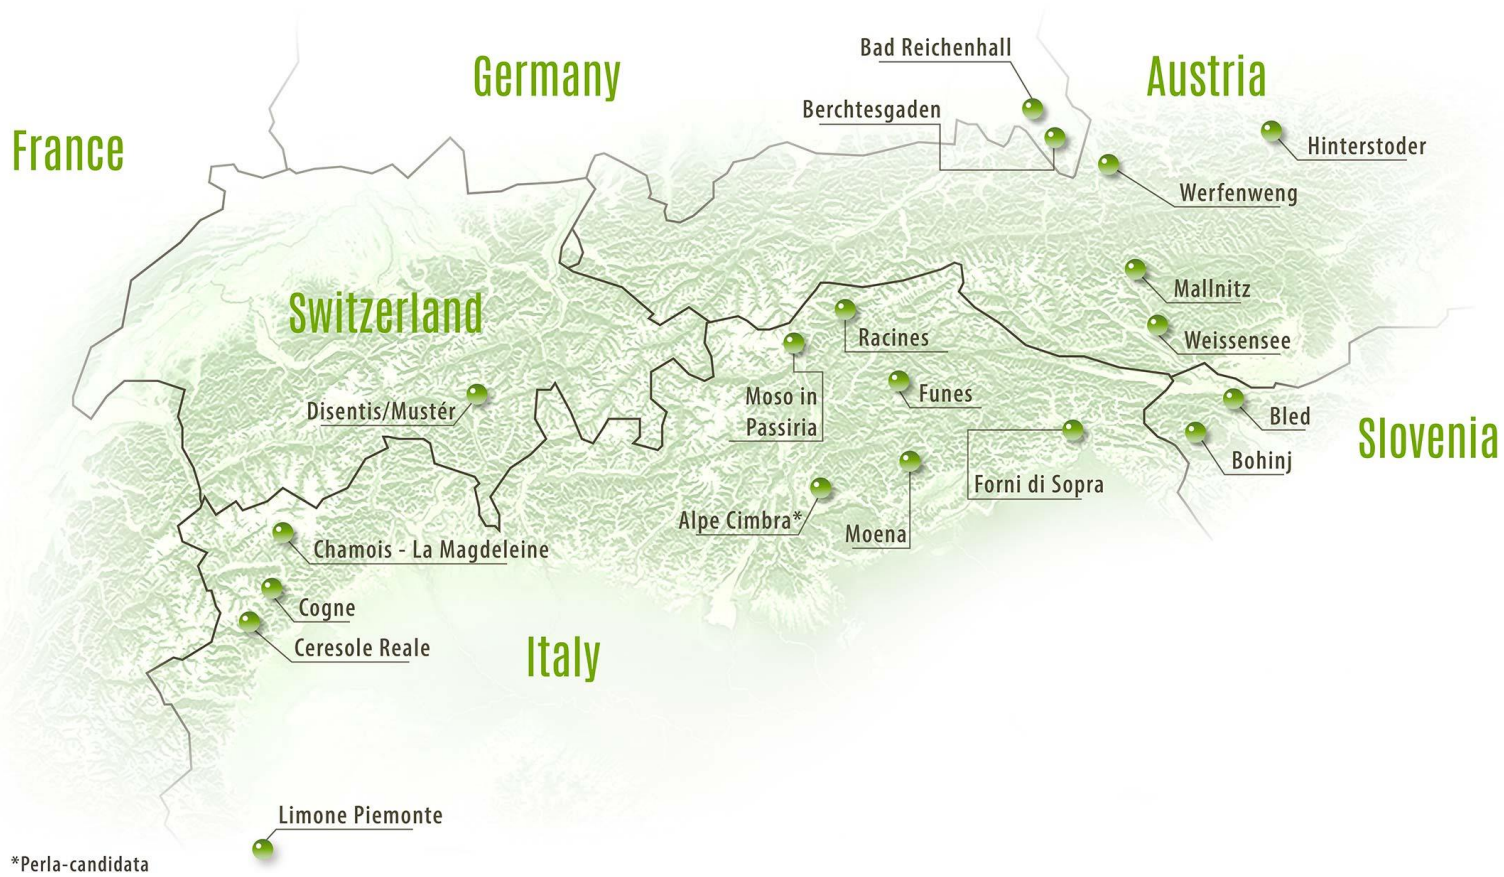 Bad Reichenhall
Germany
Austria
Berchtesgaden
France
Hinterstoder
Werfenweng
Mallnitz
Switzerland
Racines
Weissensee
Moso in
Passiria
Funes
Disentis/Mustér
Bled
Slovenia
Bohinj
Forni di Sopra
Alpe Cimbra*
Moena
Chamois - La Magdeleine
Cogne
Ceresole Reale
Italy
Limone Piemonte
*Perla-candidata